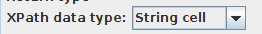 XPath data type: String cell